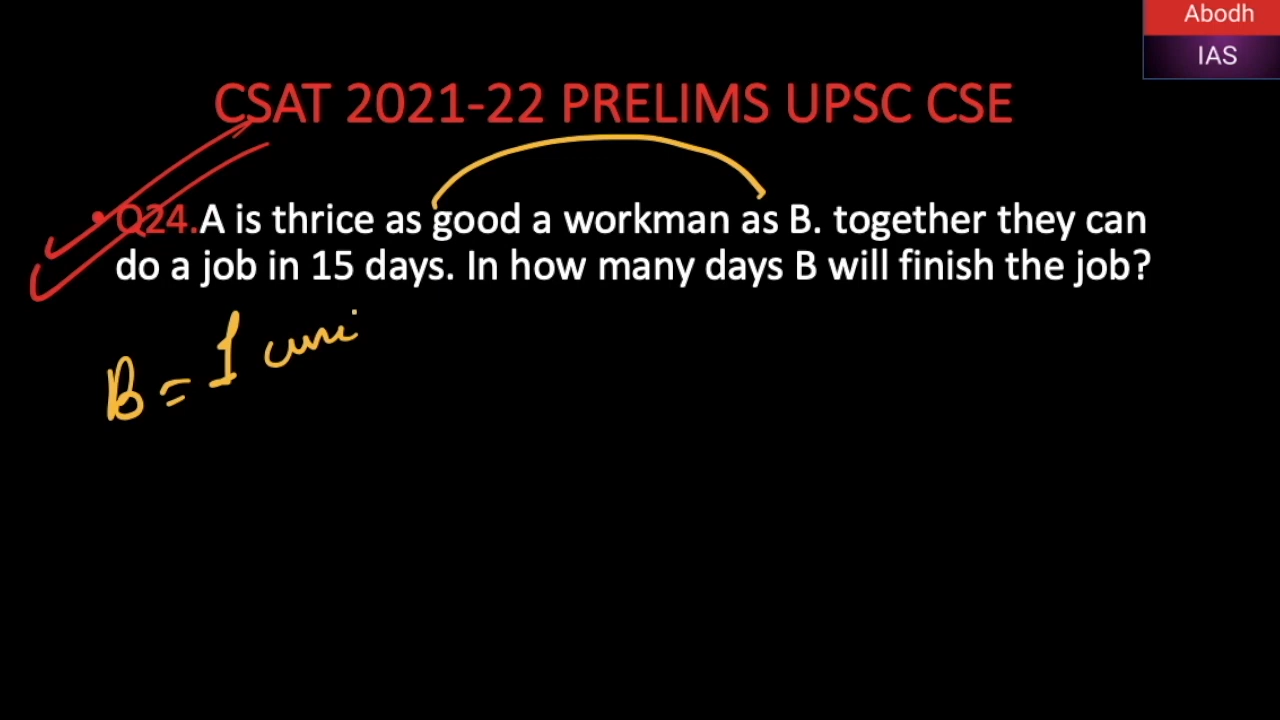 Abodh
IAS
CSAT 2021-22 PRELIMS UPSC CSE
• Q24.A is thrice as good a workman as B. together they can
do a job in 15 days. In how many days B will finish the job?
B = 1 uni